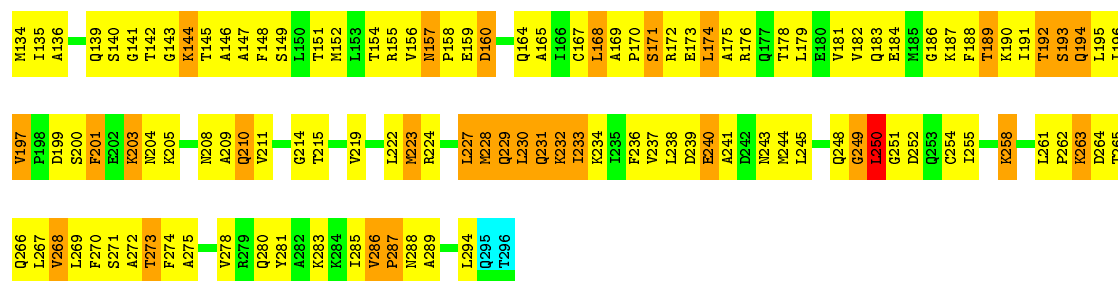 M134 I135 A136 Q139 S140 G141 T142 G143 K144 T145 A146 A147 F148 S149 L150 T151 M152 L153 T154 R155 V156 N157 P158 E159 D160 Q164 A165 I166 C167 L168 A169 P170 S171 R172 E173 L174 A175 R176 Q177 T178 L179 E180 V181 V182 Q183 E184 M185 G186 K187 F188 T189 K190 I191 T192 S193 Q194 L195
V197 P198 D199 S200 F201 E202 K203 N204 K205 N208 A209 Q210 V211 G214 T215 V219 L222 M223 R224 L227 M228 Q229 L230 Q231 K232 I233 K234 I235 F236 V237 L238 D239 E240 A241 D242 N243 M244 L245 Q248 G249 L250 G251 D252 Q253 C254 I255 K258 L261 P262 K263 D264 T265
Q266 L267 V268 L269 F270 S271 A272 T273 F274 A275 V278 R279 Q280 Y281 A282 K283 K284 I285 V286 P287 N288 A289 L294 Q295 T296